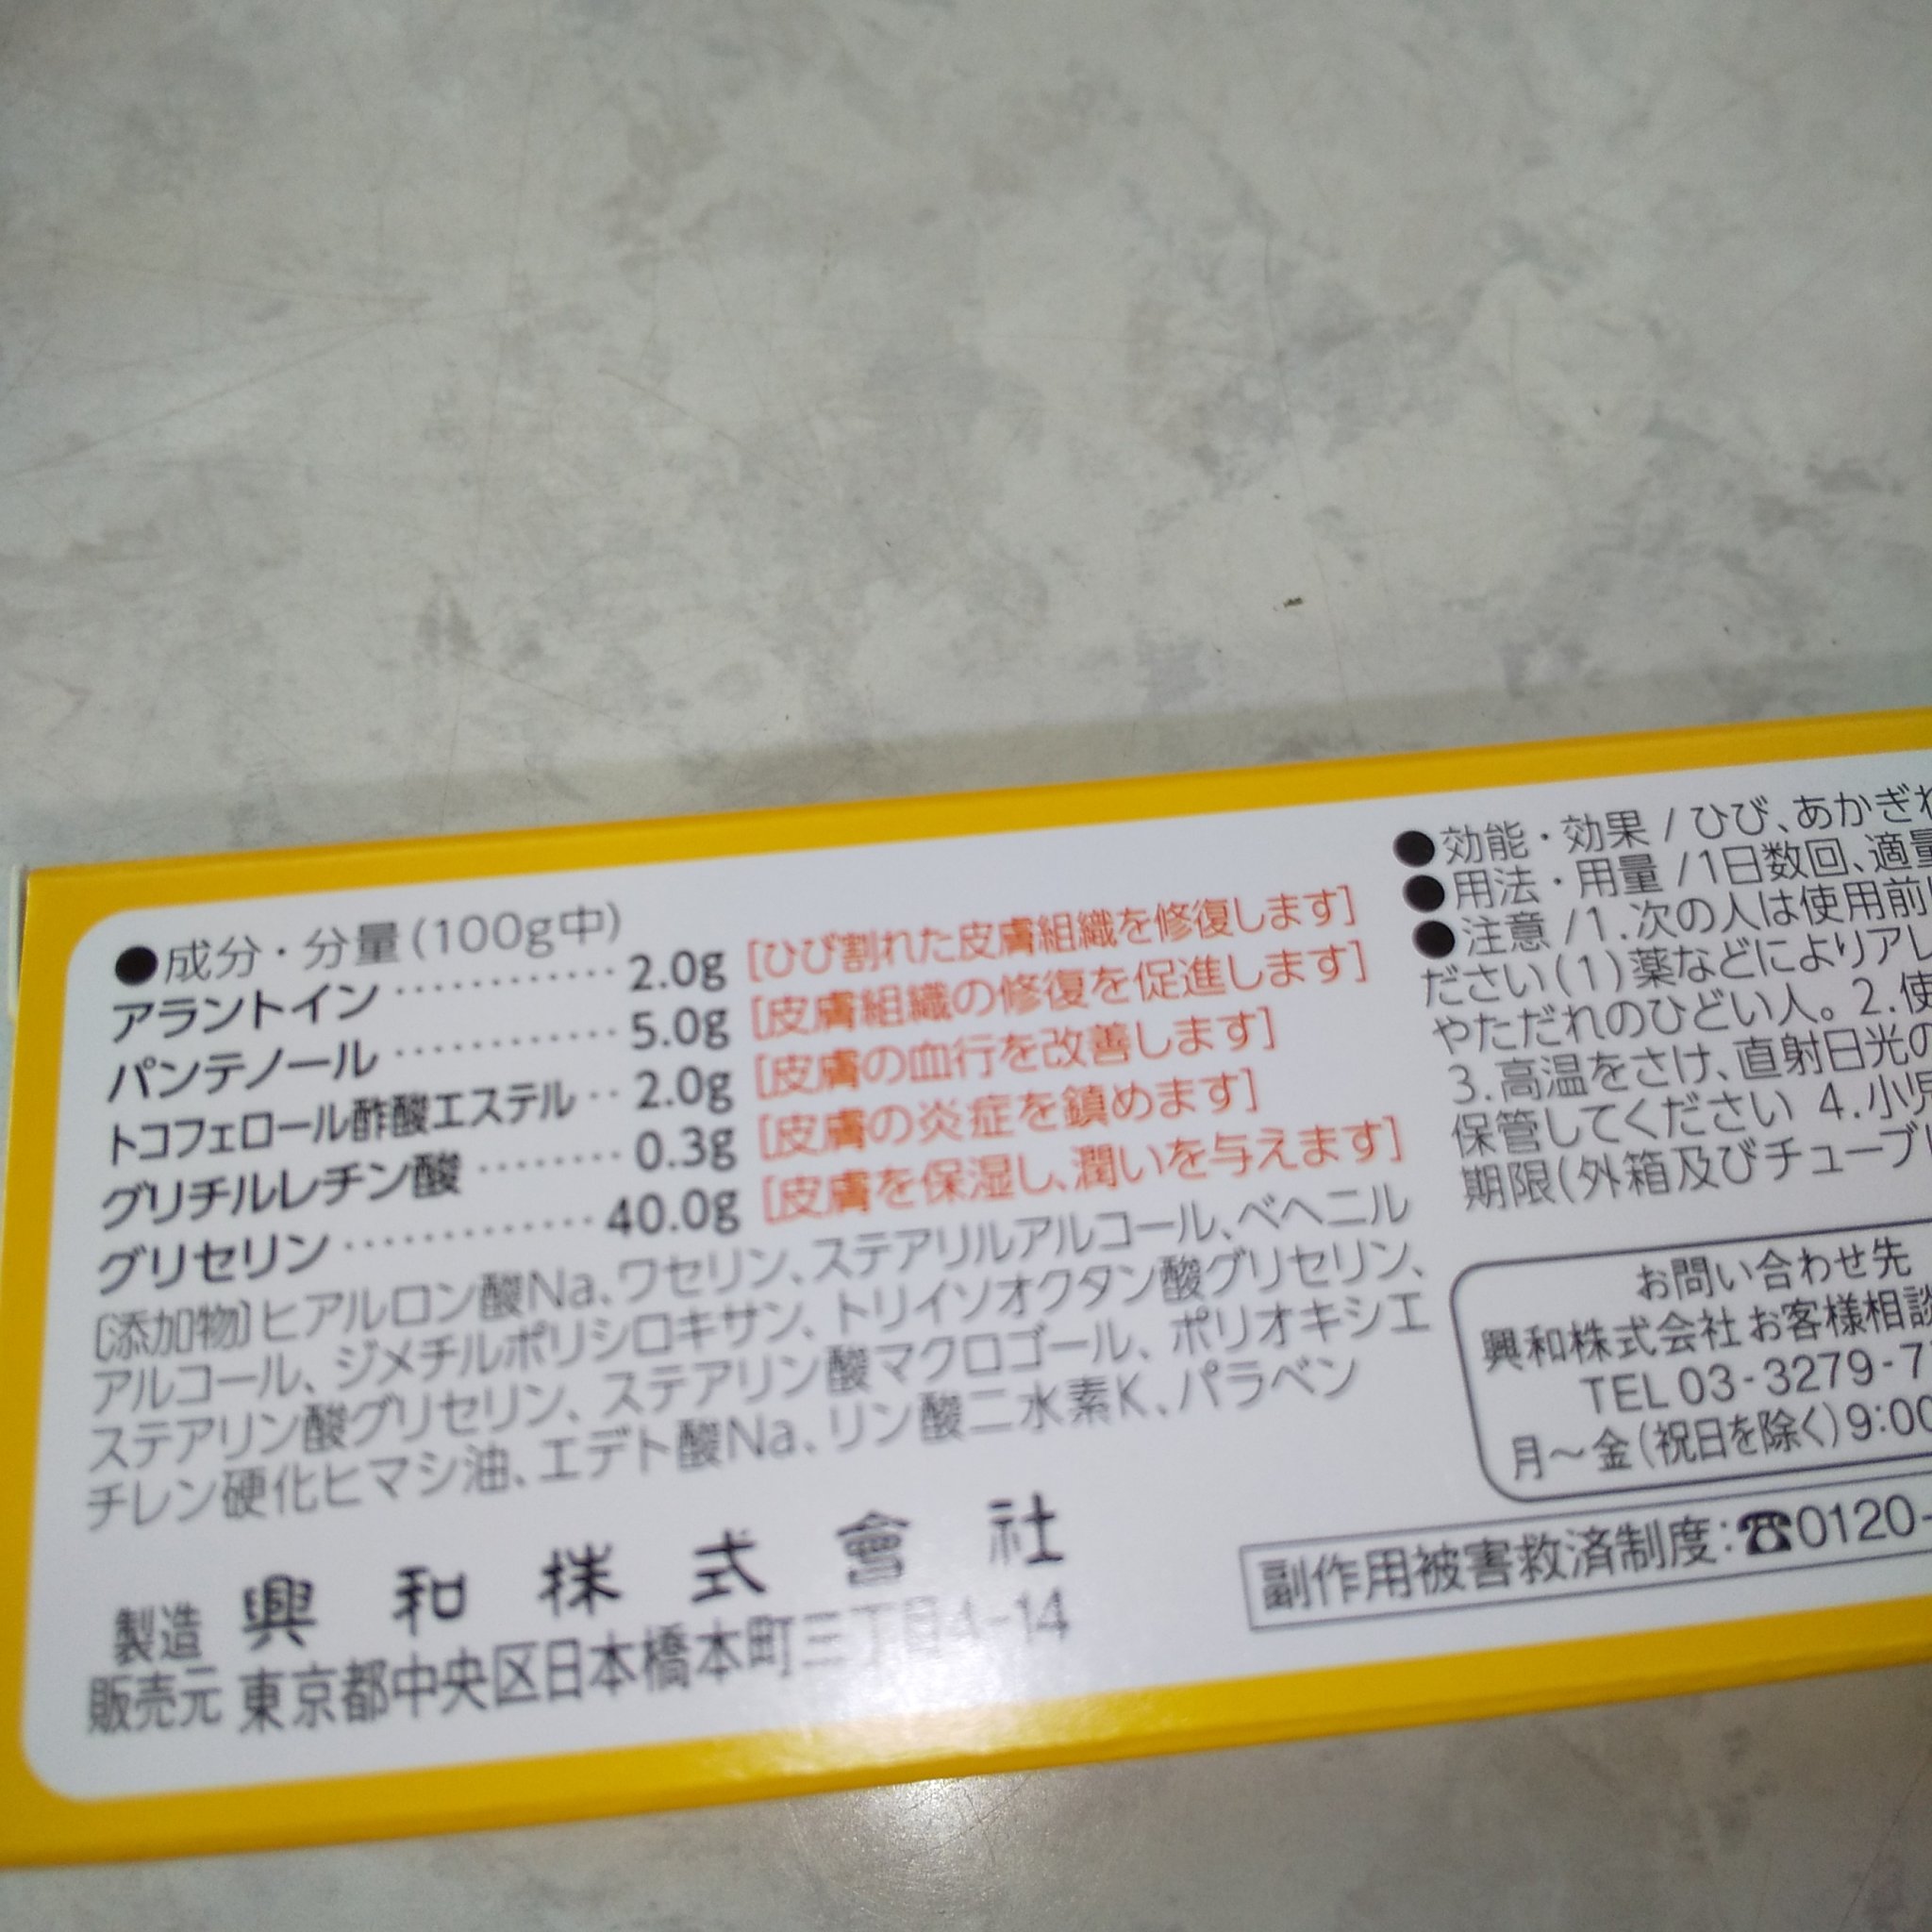 ●成分・分量(100g中)
アラントイン ………… 2.0g [ひび割れた皮膚組織を修復します]
パンテノール ………… 5.0g [皮膚組織の修復を促進します]
トコフェロール酢酸エステル ‥ 2.0g [皮膚の血行を改善します]
グリチルレチン酸 ……… 0.3g [皮膚の炎症を鎮めます]
グリセリン …………… 40.0g [皮膚を保湿し、潤いを与えます]
[添加物]ヒアルロン酸Na、ワセリン、ステアリルアルコール、ベヘニル
アルコール、ジメチルポリシロキサン、トリイソオクタン酸グリセリン、
ステアリン酸グリセリン、ステアリン酸マクロゴール、ポリオキシエ
チレン硬化ヒマシ油、エデト酸Na、リン酸二水素K、パラベン
製造
販売元
興和株式會社
東京都中央区日本橋本町三丁目4-14
●効能・効果/ひび、あかぎれ
●用法・用量/1日数回、適量
●注意/1.次の人は使用前
ださい(1)薬などによりアレ
やただれのひどい人。2.使
3.高温をさけ、直射日光の
保管してください 4.小児
期限(外箱及びチューブ
お問い合わせ先
興和株式会社 お客様相談
TEL 03-3279-7
月～金(祝日を除く)9:00
副作用被害救済制度:☎0120-